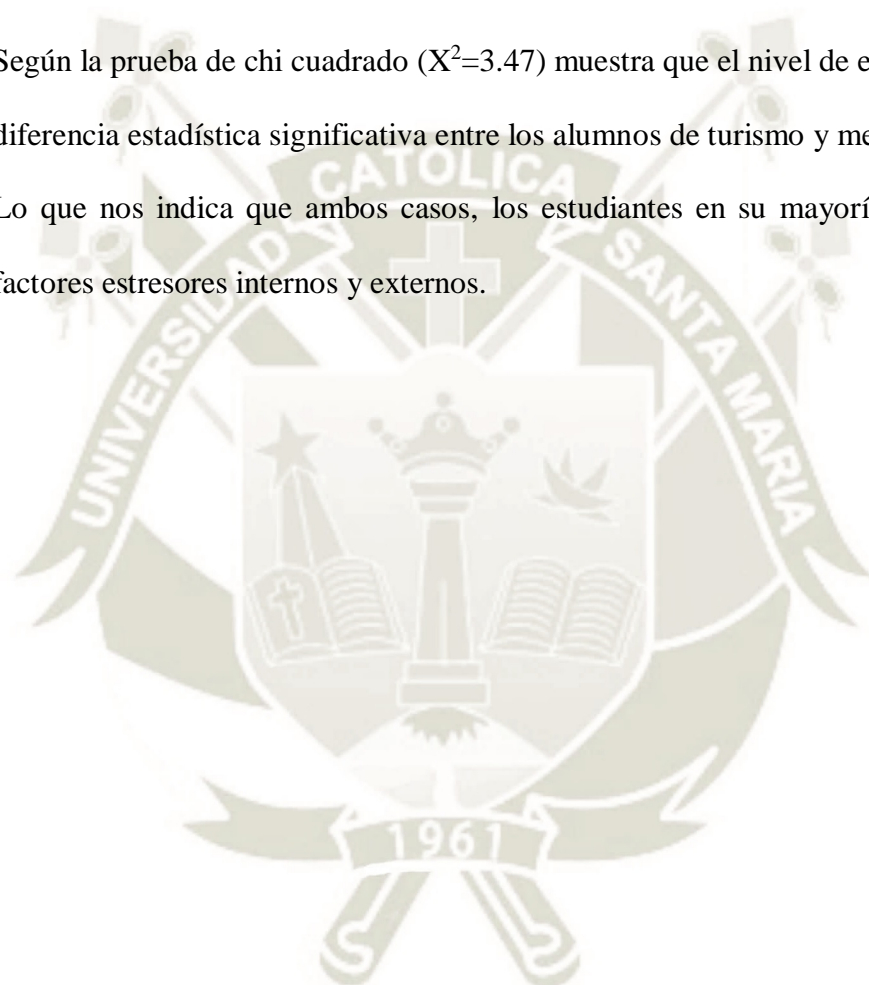 Según la prueba de chi cuadrado (X²=3.47) muestra que el nivel de e
diferencia estadística significativa entre los alumnos de turismo y me
Lo que nos indica que ambos casos, los estudiantes en su mayorí
factores estresores internos y externos.
UNIVERSIDAD CATOLICA SANTA MARIA
1961